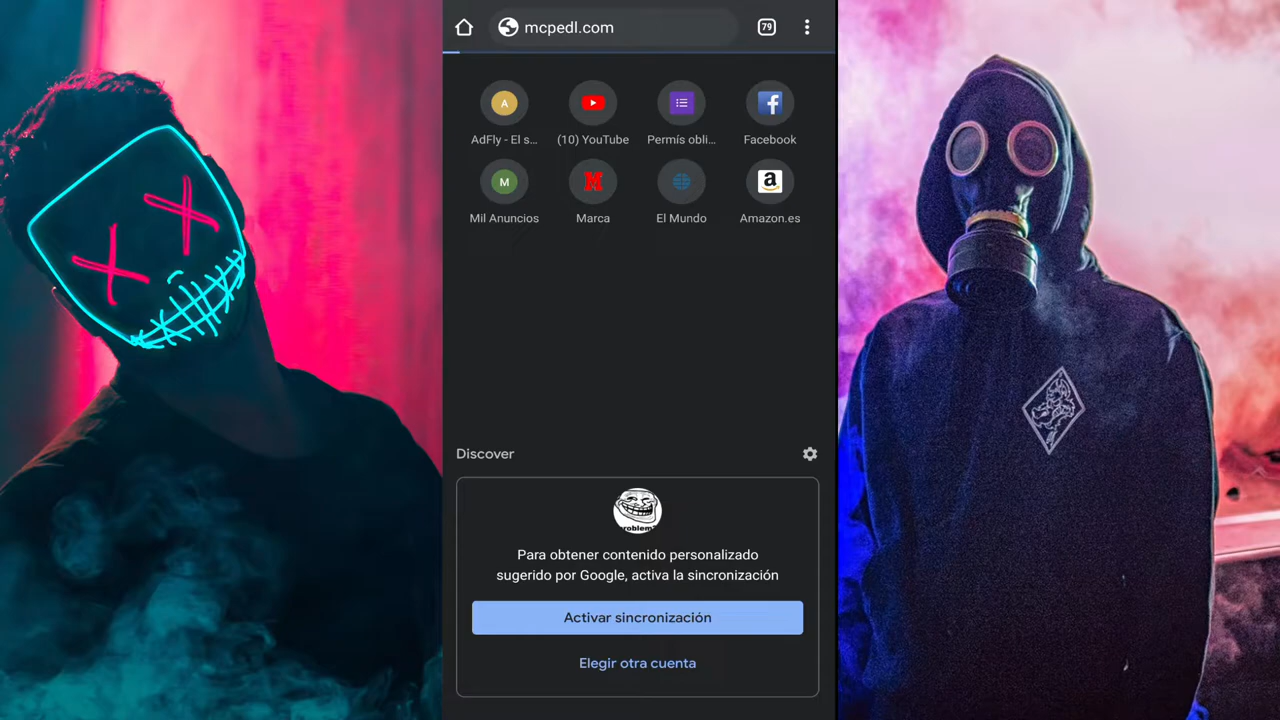 mcpedl.com
79
A
AdFly - El s...
(10) YouTube
Permís obli...
Facebook
M
Mil Anuncios
Marca
El Mundo
Amazon.es
Discover
problem?
Para obtener contenido personalizado
sugerido por Google, activa la sincronización
Activar sincronización
Elegir otra cuenta